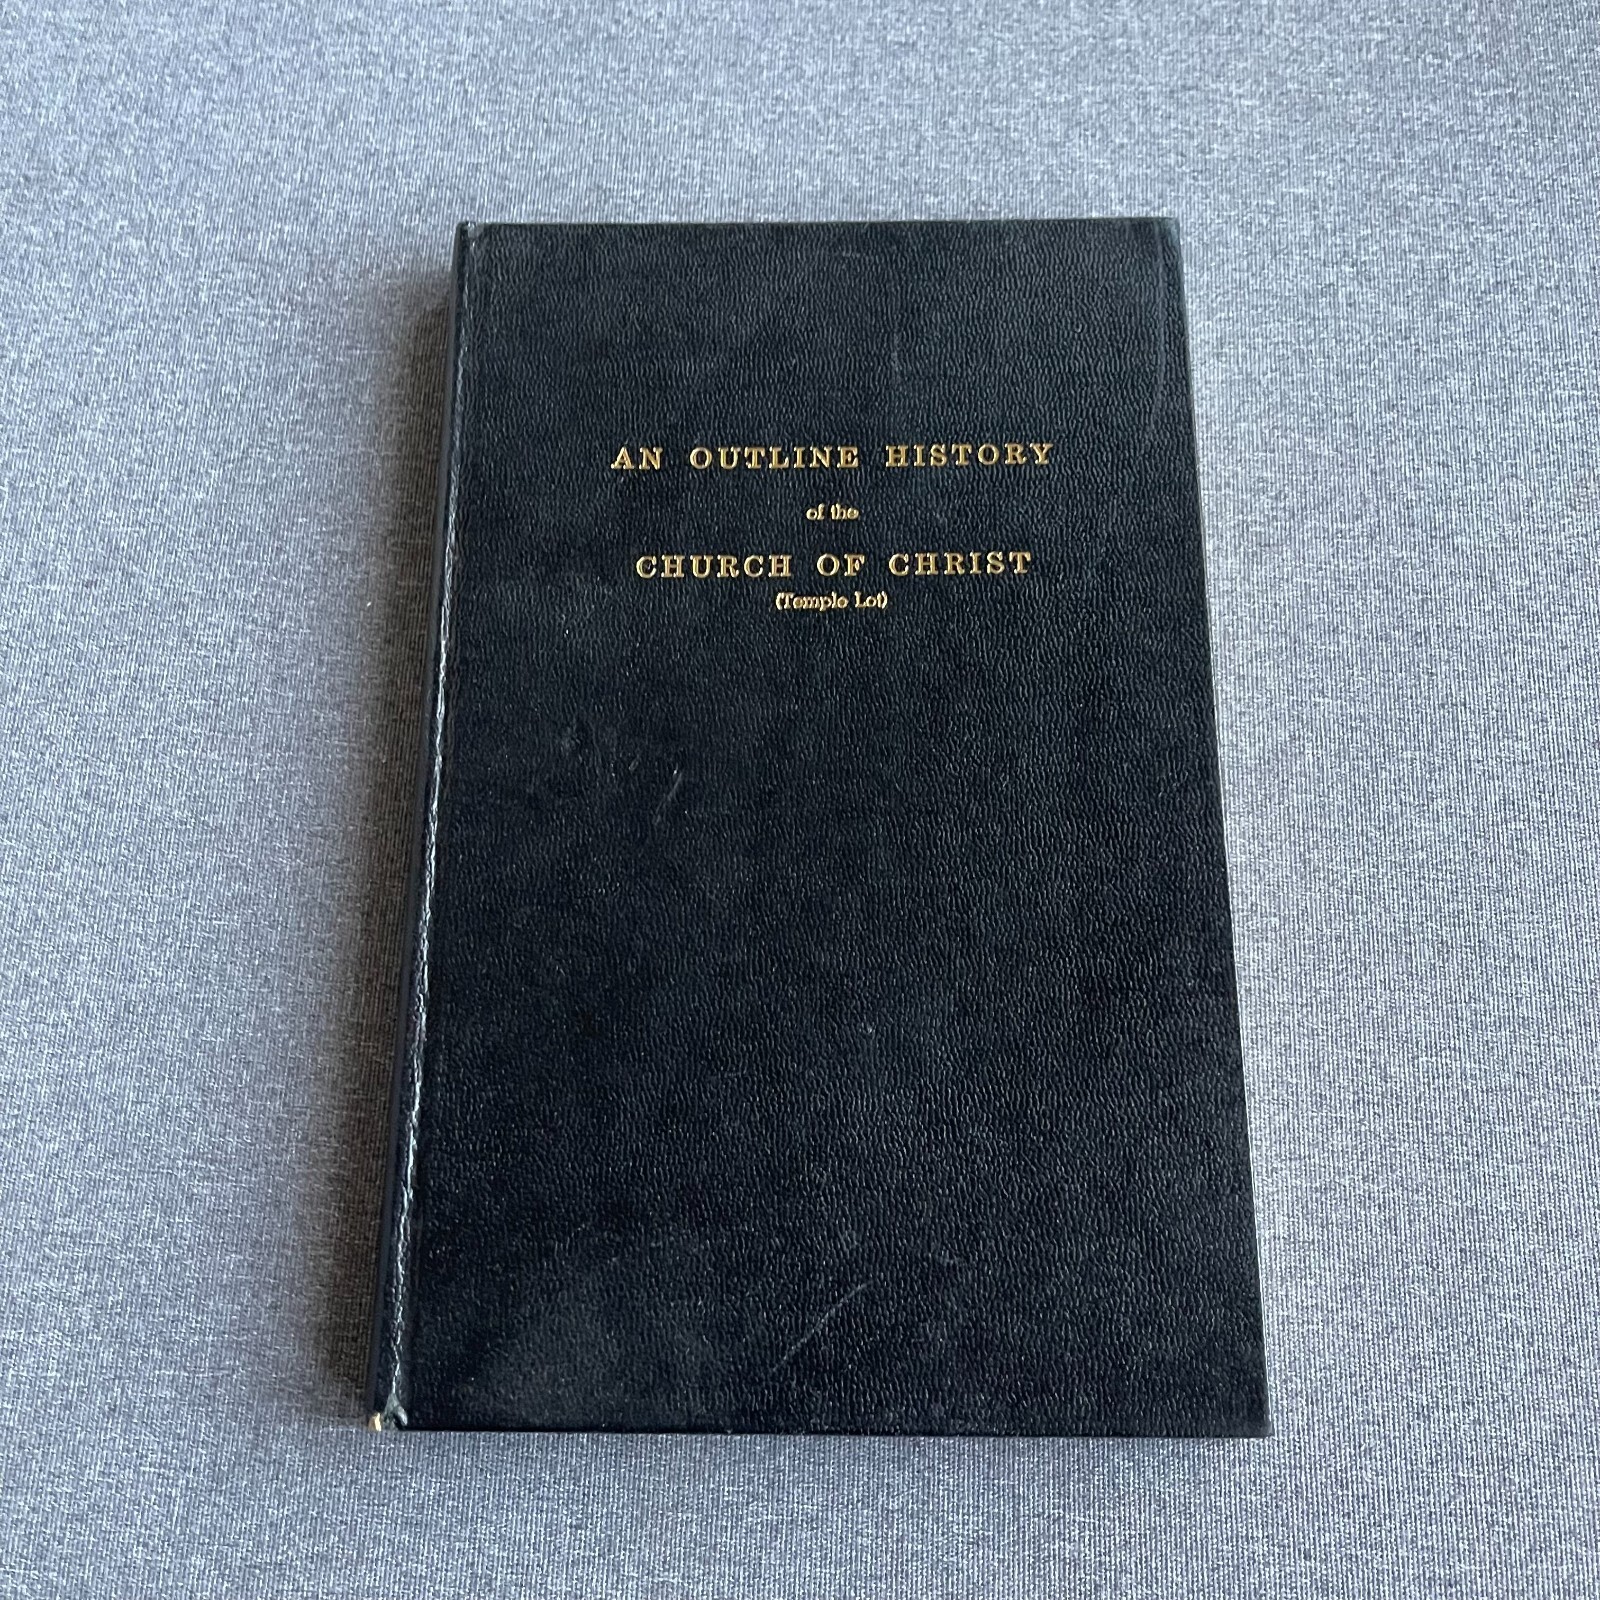 AN OUTLINE HISTORY
of the
CHURCH OF CHRIST
(Temple Lot)